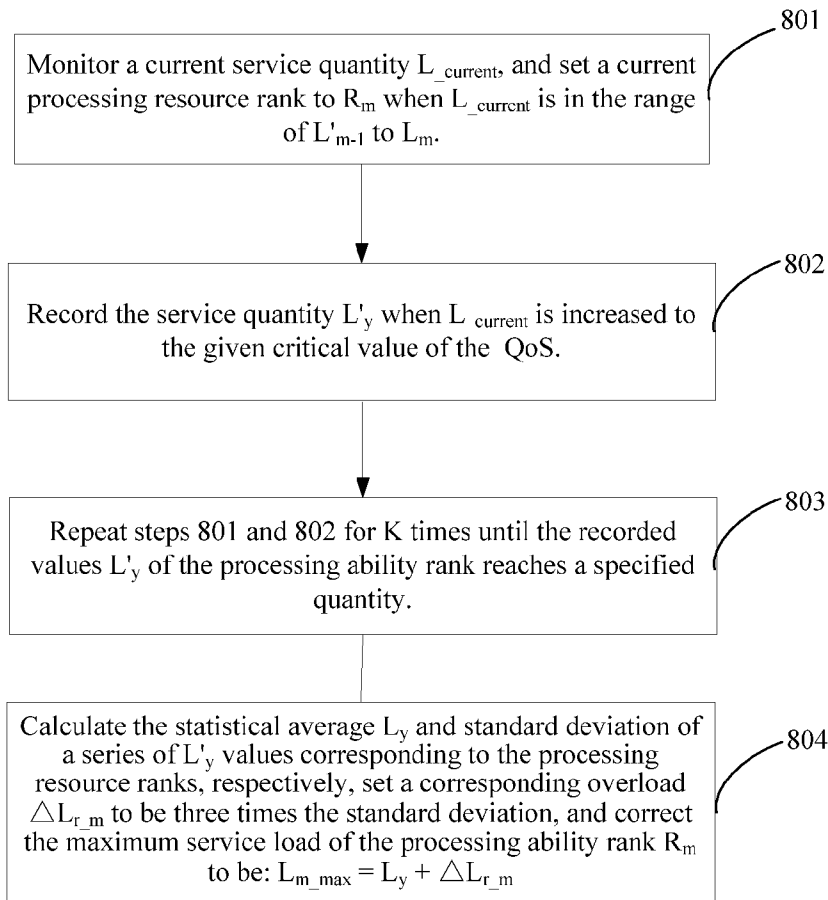 801
Monitor a current service quantity L_current, and set a current
processing resource rank to Rm when L_current is in the range
of L'm-1 to Lm.
802
Record the service quantity L'y when L_current is increased to
the given critical value of the QoS.
803
Repeat steps 801 and 802 for K times until the recorded
values L'y of the processing ability rank reaches a specified
quantity.
804
Calculate the statistical average Ly and standard deviation of
a series of L'y values corresponding to the processing
resource ranks, respectively, set a corresponding overload
△Lr_m to be three times the standard deviation, and correct
the maximum service load of the processing ability rank Rm
to be: Lm_max = Ly + △Lr_m